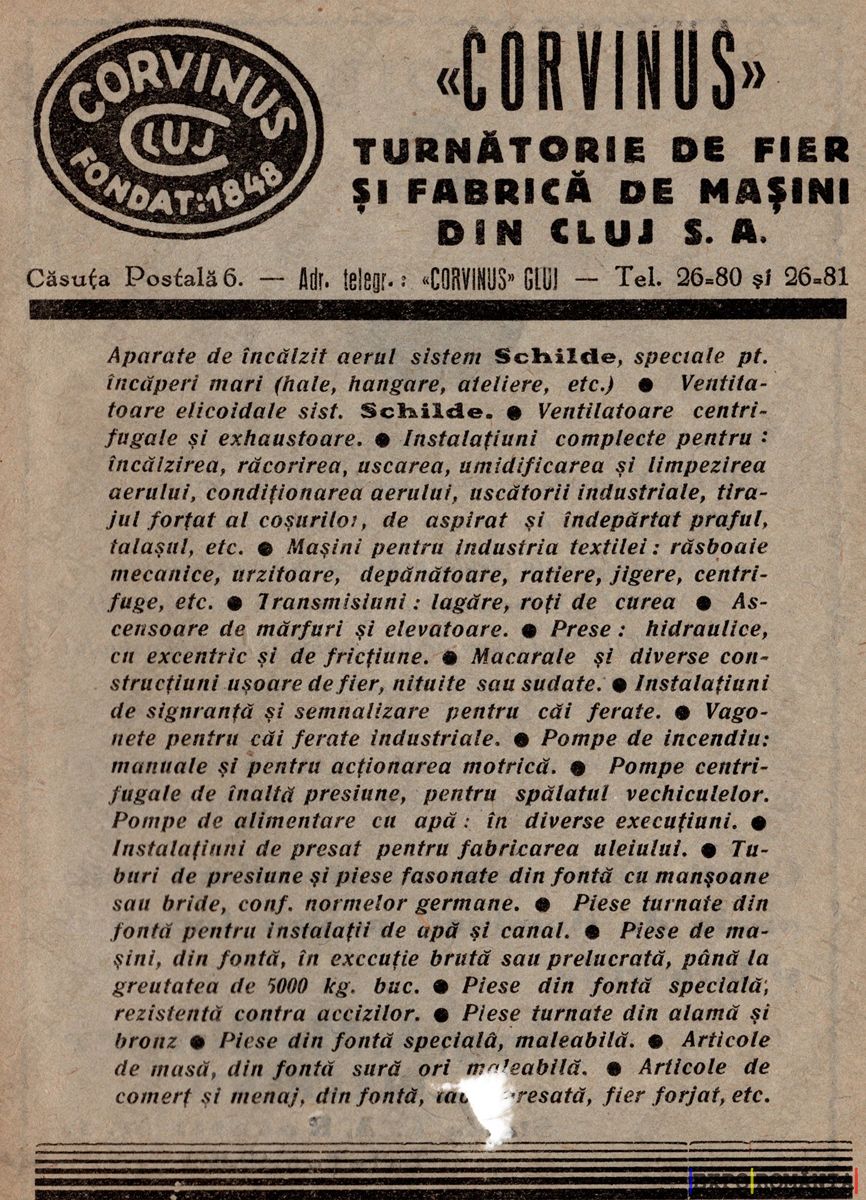 CORVINUS
CLUJ
FONDAT: 1848
«CORVINUS»
TURNĂTORIE DE FIER
ȘI FABRICĂ DE MAȘINI
DIN CLUJ S. A.
Căsuța Postală 6. — Adr. telegr. : «CORVINUS» CLUJ — Tel. 26=80 și 26=81
Aparate de încălzit aerul sistem Schilde, speciale pt.
încăperi mari (hale, hangare, ateliere, etc.) ● Ventita-
toare elicoidale sist. Schilde. ● Ventilatoare centri-
fugale și exhaustoare. ● Instalațiuni complecte pentru :
încălzirea, răcorirea, uscarea, umidificarea și limpezirea
aerului, condiționarea aerului, uscătorii industriale, tira-
jul forțat al coșurilor, de aspirat și îndepărtat praful,
talașul, etc. ● Mașini pentru industria textilei : răsboaie
mecanice, urzitoare, depănătoare, ratiere, jigere, centri-
fuge, etc. ● Transmisiuni : lagăre, roți de curea ● As-
censoare de mărfuri și elevatoare. ● Prese : hidraulice,
cu excentric și de fricțiune. ● Macarale și diverse con-
strucțiuni ușoare de fier, nituite sau sudate. ● Instalațiuni
de signranță și semnalizare pentru căi ferate. ● Vago-
nete pentru căi ferate industriale. ● Pompe de incendiu:
manuale și pentru acționarea motrică. ● Pompe centri-
fugale de înaltă presiune, pentru spălatul vechiculelor.
Pompe de alimentare cu apă : în diverse execuțiuni. ●
Instalațiuni de presat pentru fabricarea uleiului. ● Tu-
buri de presiune și piese fasonate din fontă cu manșoane
sau bride, conf. normelor germane. ● Piese turnate din
fontă pentru instalații de apă și canal. ● Piese de ma-
șini, din fontă, în exccuție brută sau prelucrată, până la
greutatea de 5000 kg. buc. ● Piese din fontă specială,
rezistentă contra accizilor. ● Piese turnate din alamă și
bronz ● Piese din fontă specială, maleabilă. ● Articole
de masă, din fontă sură ori maleabilă. ● Articole de
comerț și menaj, din fontă, fier forjat, etc.